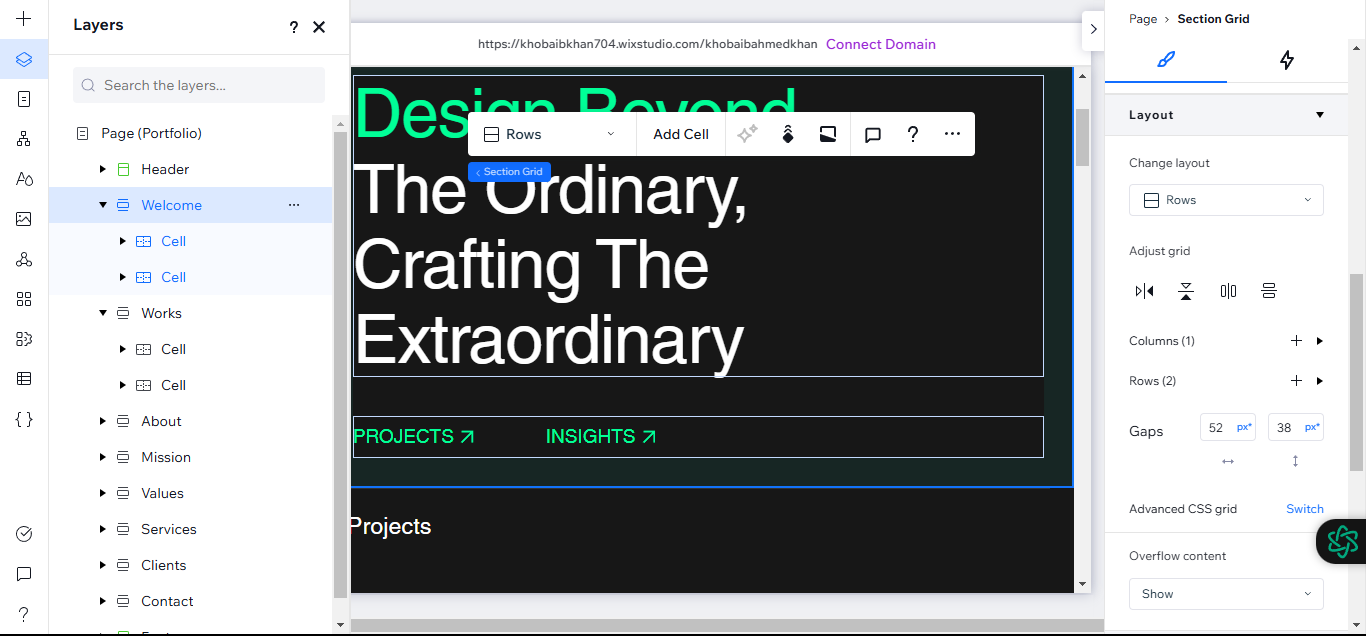 Layers
?
Search the layers...
Page (Portfolio)
Header
Welcome
Cell
Cell
Works
Cell
Cell
About
Mission
Values
Services
Clients
Contact
https://khobaibkhan704.wixstudio.com/khobaibahmedkhan Connect Domain
Design Beyond
Rows
Add Cell
?
Section Grid
The Ordinary,
Crafting The
Extraordinary
PROJECTS
INSIGHTS
Projects
Page > Section Grid
Layout
Change layout
Rows
Adjust grid
Columns (1)
Rows (2)
Gaps
52 px*
38 px*
Advanced CSS grid
Switch
Overflow content
Show